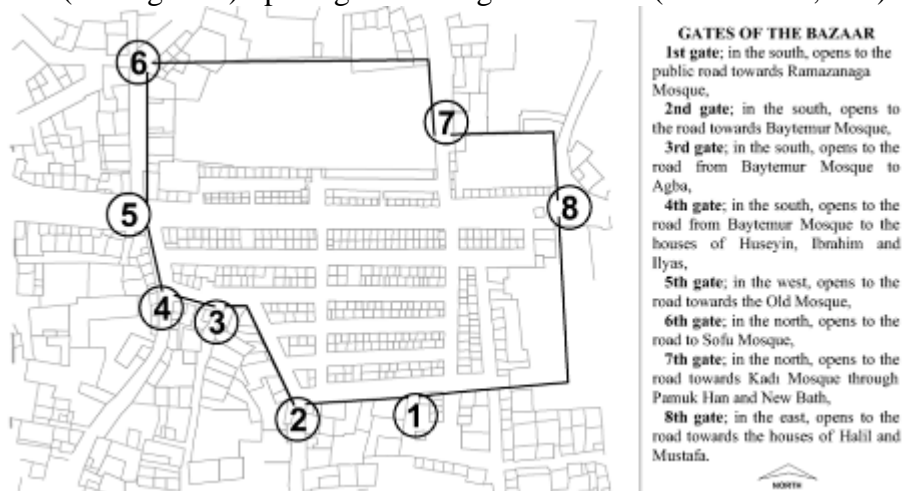 6
7
5
8
4
3
2
1
GATES OF THE BAZAAR
1st gate; in the south, opens to the
public road towards Ramazanaga
Mosque,
2nd gate; in the south, opens to
the road towards Baytemur Mosque,
3rd gate; in the south, opens to the
road from Baytemur Mosque to
Agba,
4th gate; in the south, opens to the
road from Baytemur Mosque to the
houses of Huseyin, Ibrahim and
Ilyas,
5th gate; in the west, opens to the
road towards the Old Mosque,
6th gate; in the north, opens to the
road to Sofu Mosque,
7th gate; in the north, opens to the
road towards Kadı Mosque through
Pamuk Han and New Bath,
8th gate; in the east, opens to the
road towards the houses of Halil and
Mustafa.
NORTH